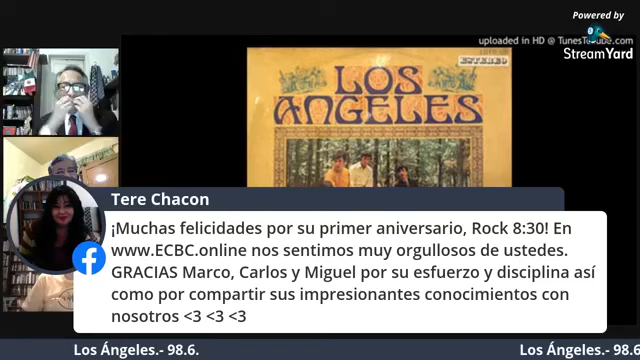 Powered by
StreamYard
uploaded in HD @ TunesToTube.com
ESTEREO
LOS
ANGELES
Tere Chacon
¡Muchas felicidades por su primer aniversario, Rock 8:30! En
www.ECBC.online nos sentimos muy orgullosos de ustedes.
GRACIAS Marco, Carlos y Miguel por su esfuerzo y disciplina así
como por compartir sus impresionantes conocimientos con
nosotros <3 <3 <3
Los Ángeles.- 98.6.
Los Ángeles.- 98.6